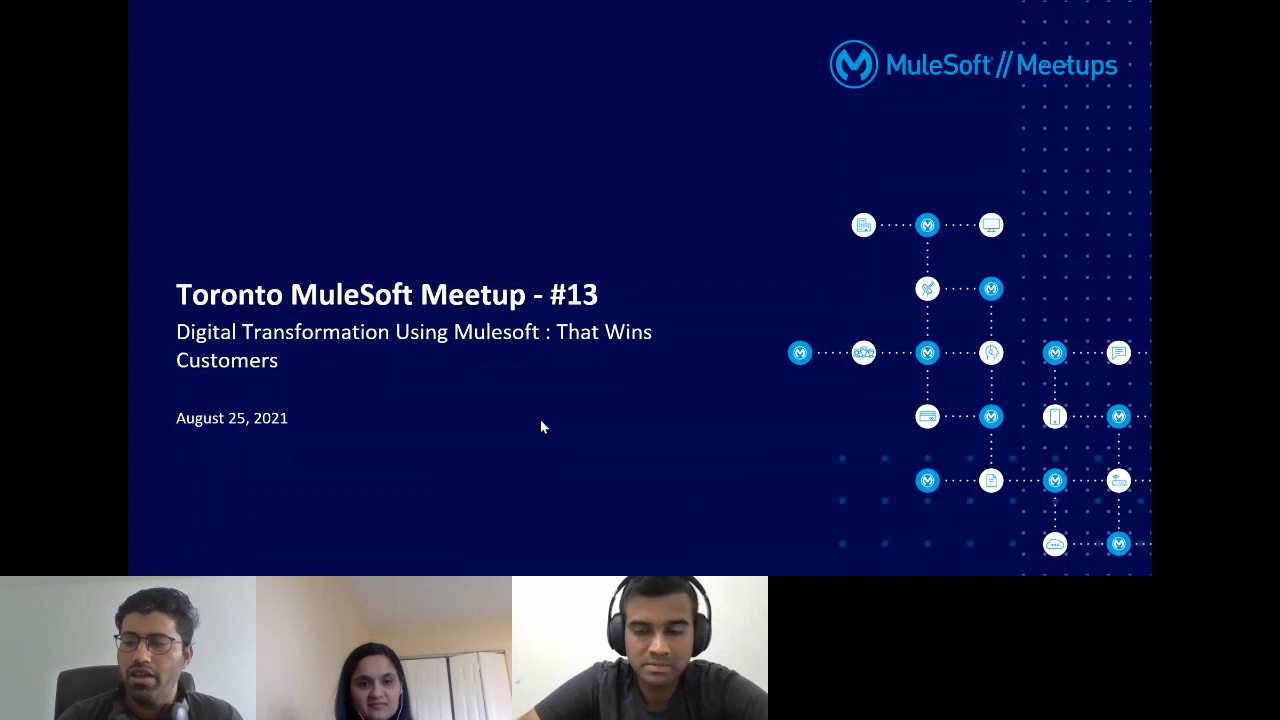 MuleSoft // Meetups
Toronto MuleSoft Meetup - #13
Digital Transformation Using Mulesoft : That Wins
Customers
August 25, 2021